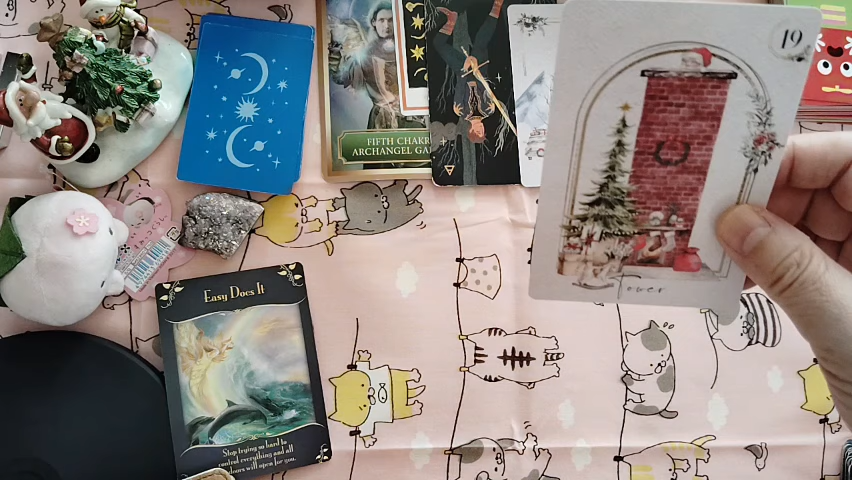 FIFTH CHAKR
ARCHANGEL GA
19
Tower
Easy Does It
Stop trying so hard to
control everything and all
doors will open for you.